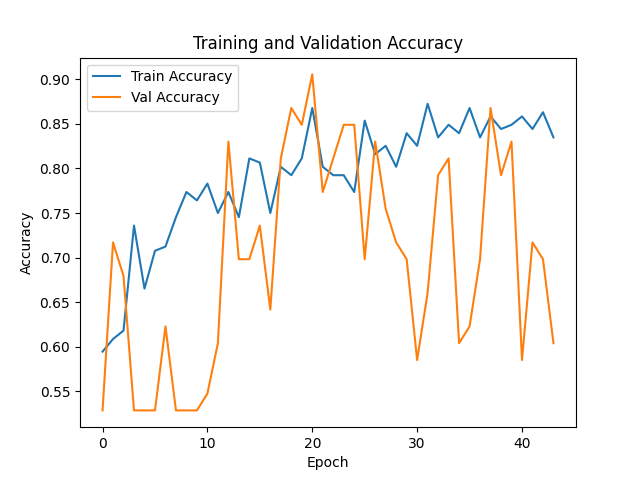 Training and Validation Accuracy
Train Accuracy
Val Accuracy
0.90
0.85
0.80
0.75
0.70
0.65
0.60
0.55
Accuracy
0 10 20 30 40
Epoch